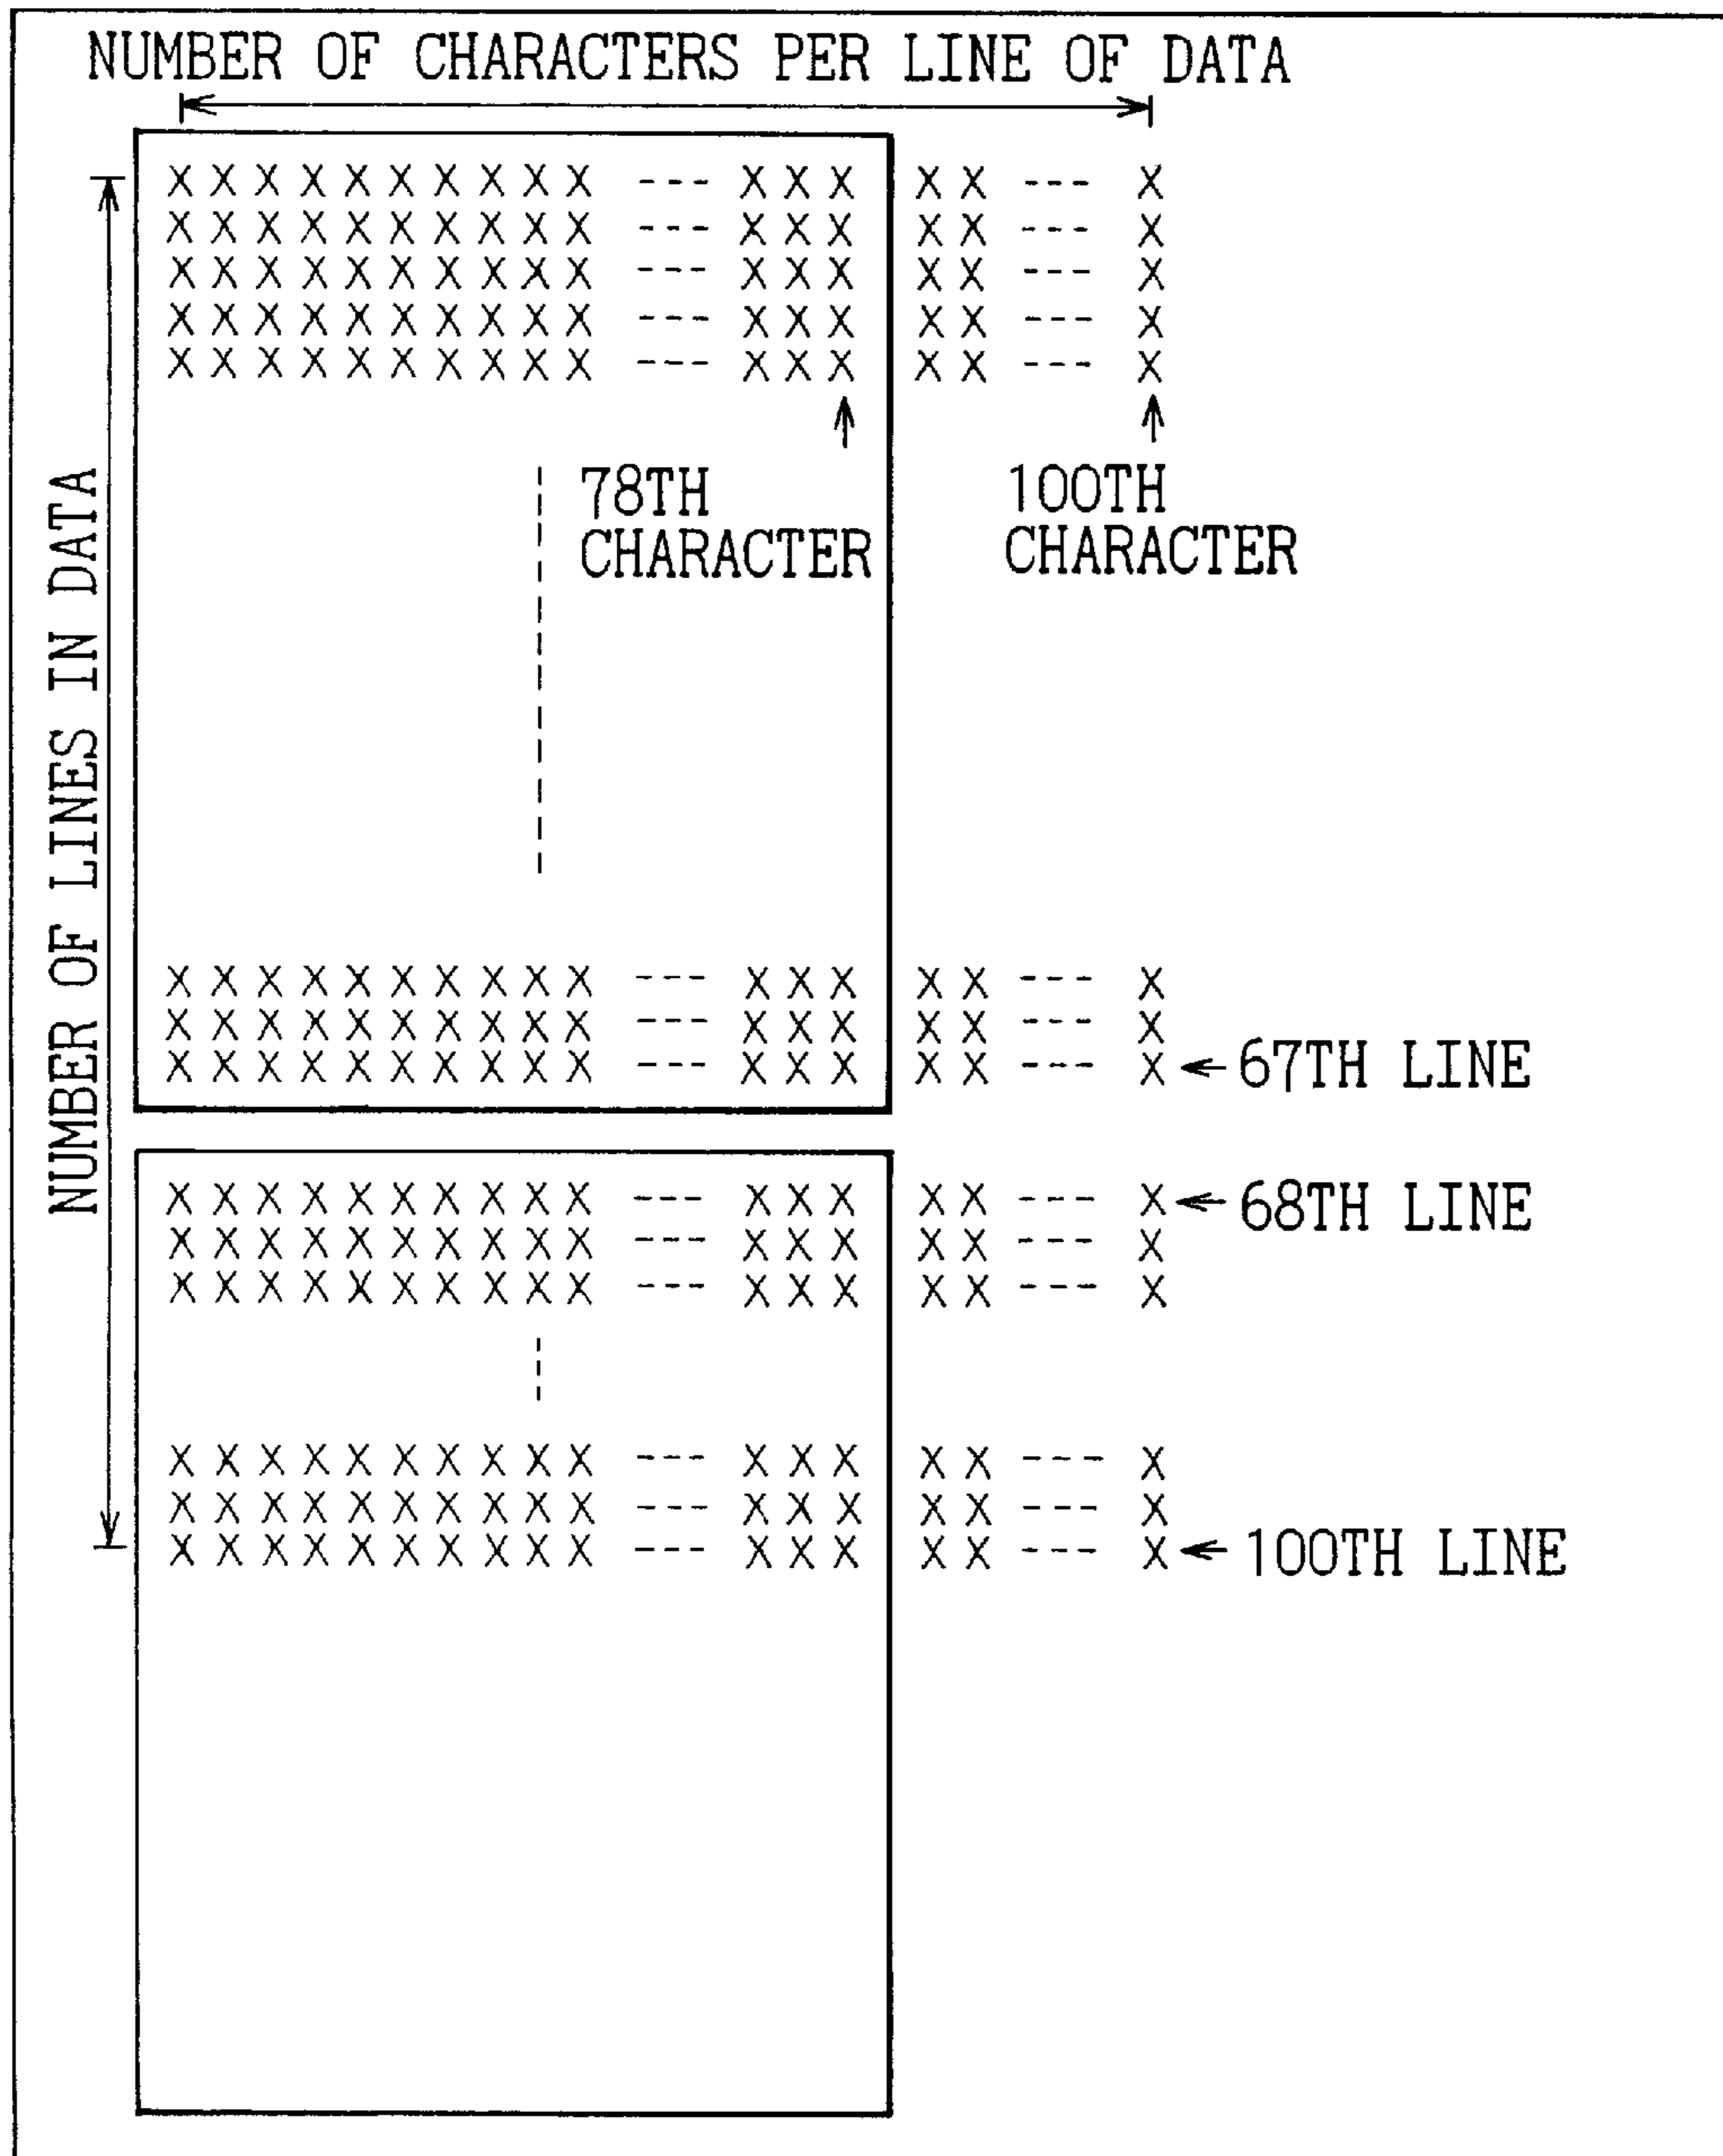 NUMBER OF CHARACTERS PER LINE OF DATA
NUMBER OF LINES IN DATA
X X X X X X X X X X --- X X X X X --- X
X X X X X X X X X X --- X X X X X --- X
X X X X X X X X X X --- X X X X X --- X
X X X X X X X X X X --- X X X X X --- X
X X X X X X X X X X --- X X X X X --- X
78TH
CHARACTER
100TH
CHARACTER
X X X X X X X X X X --- X X X X X --- X
X X X X X X X X X X --- X X X X X --- X
X X X X X X X X X X --- X X X X X --- X ← 67TH LINE
X X X X X X X X X X --- X X X X X --- X ← 68TH LINE
X X X X X X X X X X --- X X X X X --- X
X X X X X X X X X X --- X X X X X --- X
X X X X X X X X X X --- X X X X X --- X
X X X X X X X X X X --- X X X X X --- X
X X X X X X X X X X --- X X X X X --- X ← 100TH LINE